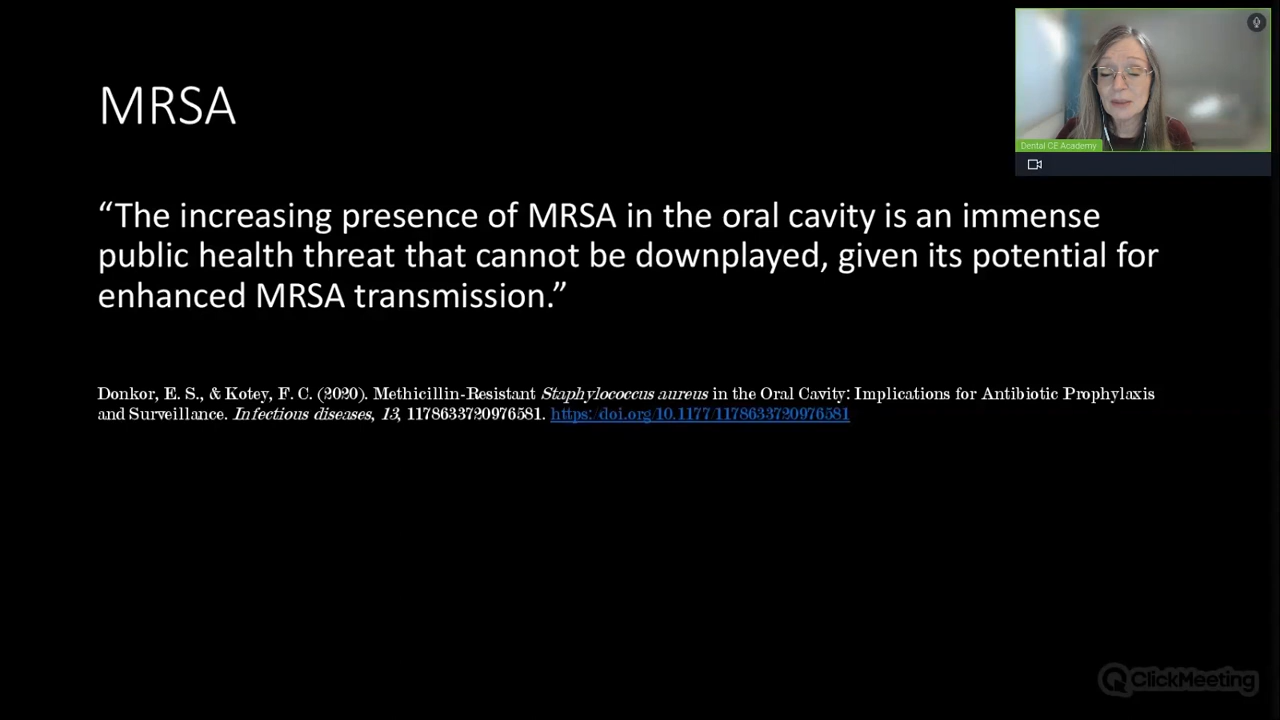 MRSA
“The increasing presence of MRSA in the oral cavity is an immense
public health threat that cannot be downplayed, given its potential for
enhanced MRSA transmission.”
Donkor, E. S., & Kotey, F. C. (2020). Methicillin-Resistant Staphylococcus aureus in the Oral Cavity: Implications for Antibiotic Prophylaxis
and Surveillance. Infectious diseases, 13, 1178633720976581. https://doi.org/10.1177/1178633720976581
Dental CE Academy
ClickMeeting